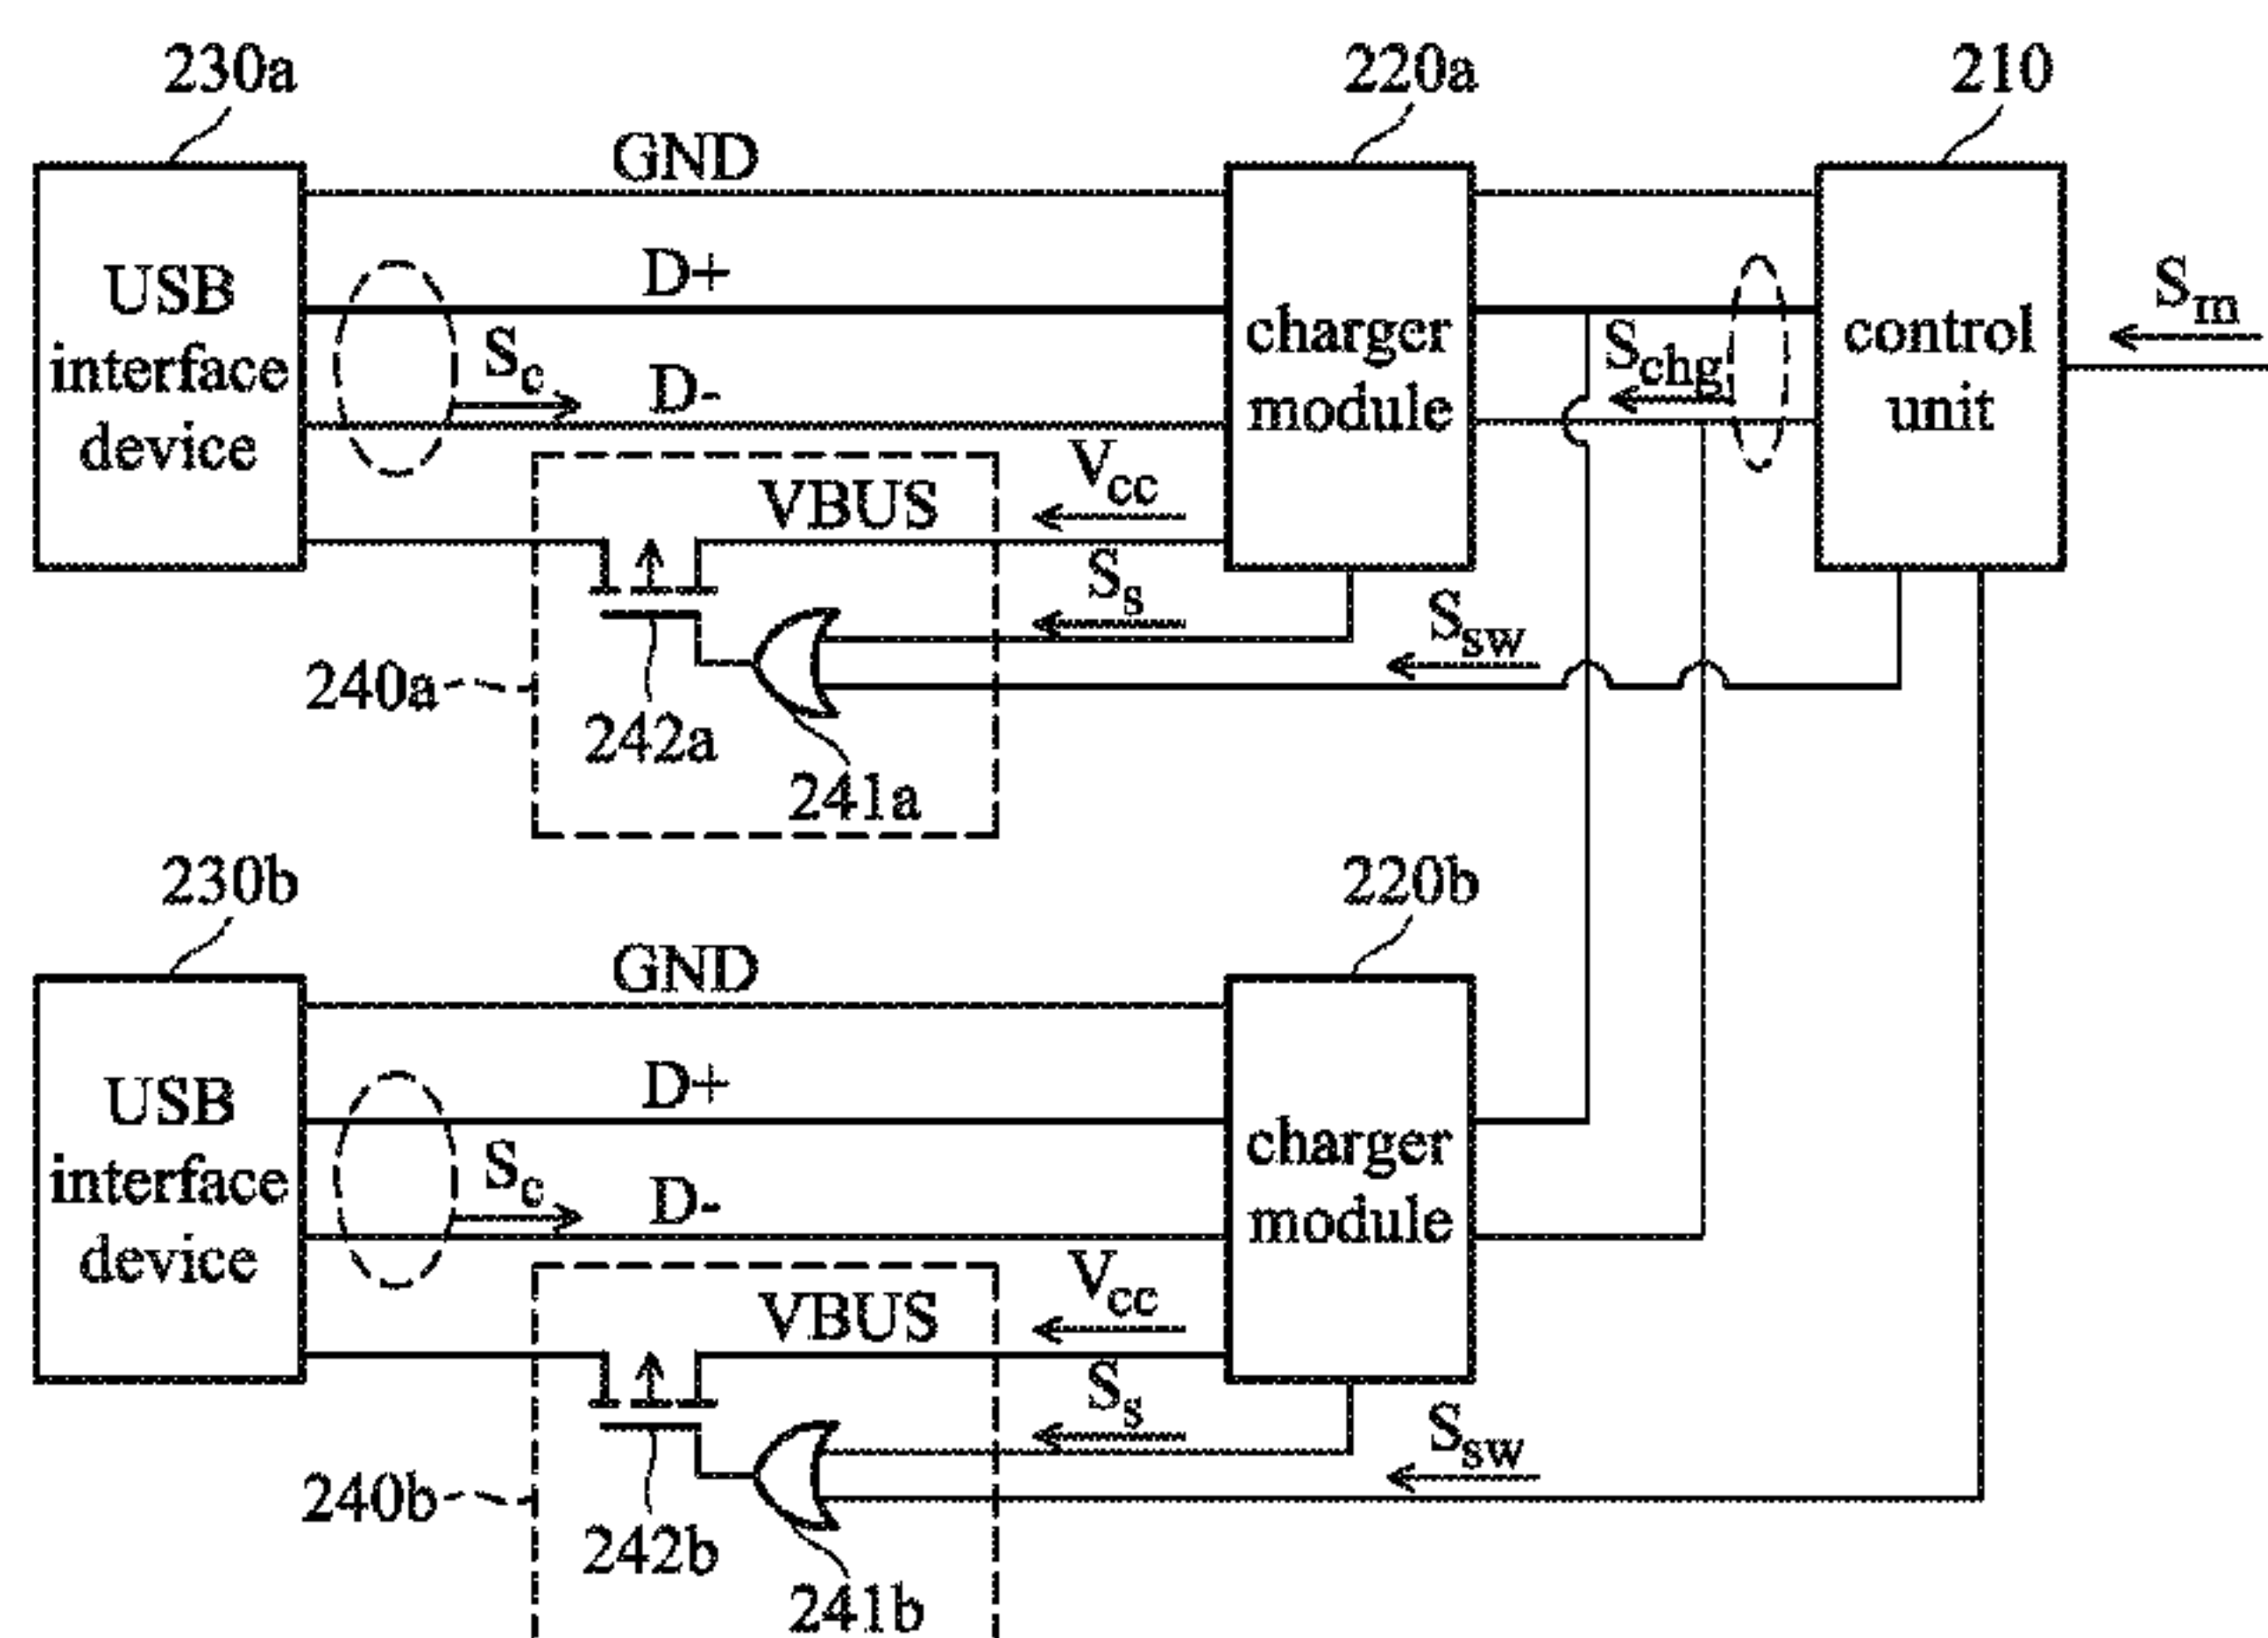 230a
220a
210
GND
USB
interface
device
D+
Sc
D-
charger
module
Schg
control
unit
Sm
Vcc
VBUS
Ss
Ssw
240a
242a
241a
230b
220b
GND
USB
interface
device
D+
Sc
D-
charger
module
Vcc
VBUS
Ss
Ssw
240b
242b
241b